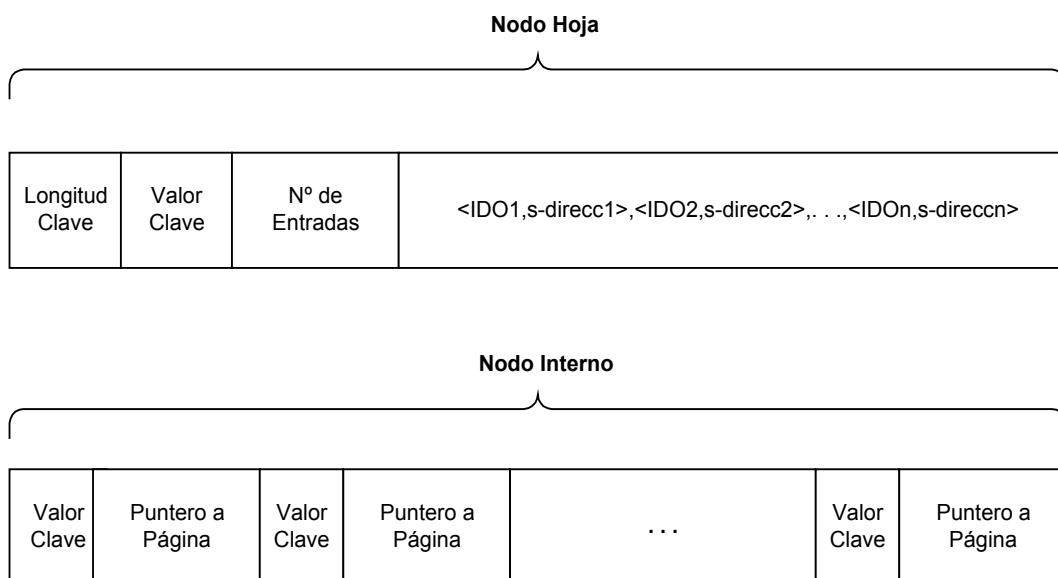 Nodo Hoja
Longitud
Clave
Valor
Clave
Nº de
Entradas
<IDO1,s-direcc1>,<IDO2,s-direcc2>,. . .,<IDOn,s-direccn>
Nodo Interno
Valor
Clave
Puntero a
Página
Valor
Clave
Puntero a
Página
. . .
Valor
Clave
Puntero a
Página